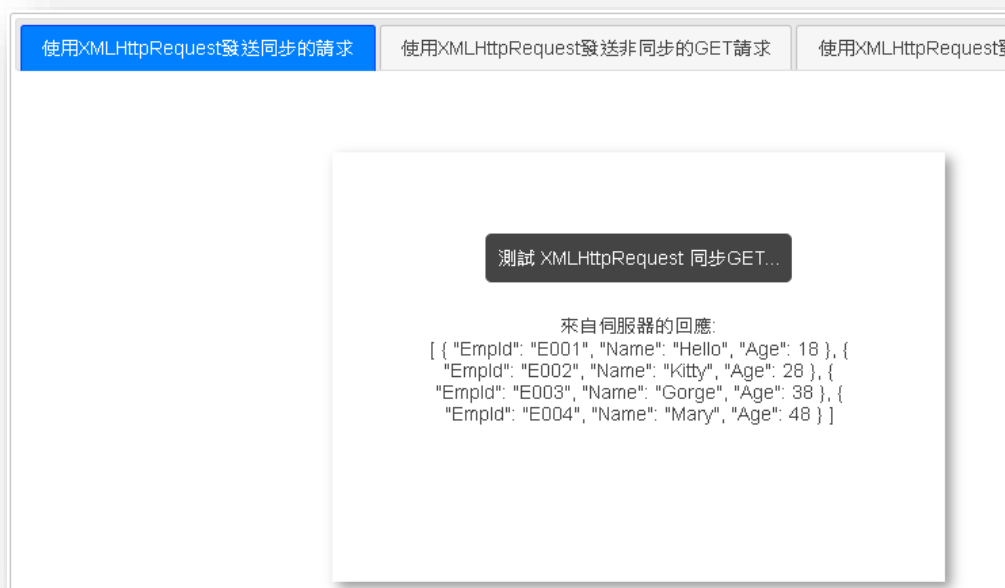 使用XMLHttpRequest發送同步的請求
使用XMLHttpRequest發送非同步的GET請求
使用XMLHttpRequest
測試 XMLHttpRequest 同步GET...
來自伺服器的回應:
[ { "EmpId": "E001", "Name": "Hello", "Age": 18 }, {
"EmpId": "E002", "Name": "Kitty", "Age": 28 }, {
"EmpId": "E003", "Name": "Gorge", "Age": 38 }, {
"EmpId": "E004", "Name": "Mary", "Age": 48 } ]